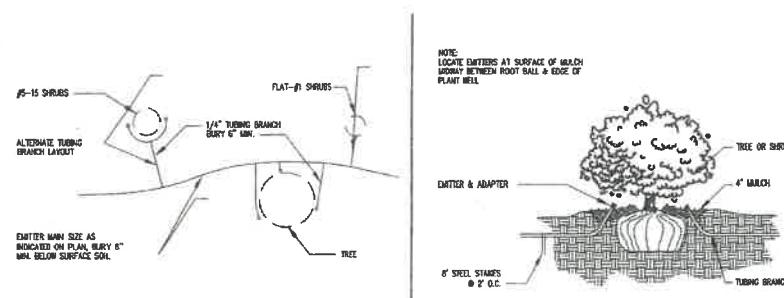 #5-15 SHRUBS
FLAT-#1 SHRUBS
1/4" TUBING BRANCH
BURY 6" MIN.
ALTERNATE TUBING
BRANCH LAYOUT
EMITTER MAIN SIZE AS
INDICATED ON PLAN, BURY 8"
MIN. BELOW SURFACE SOIL.
TREE
NOTE:
LOCATE EMITTERS AT SURFACE OF MULCH
MIDWAY BETWEEN ROOT BALL & EDGE OF
PLANT WELL
TREE OR SHR
EMITTER & ADAPTER
4" MULCH
8' STEEL STAKES
@ 2' O.C.
TUBING BRANC